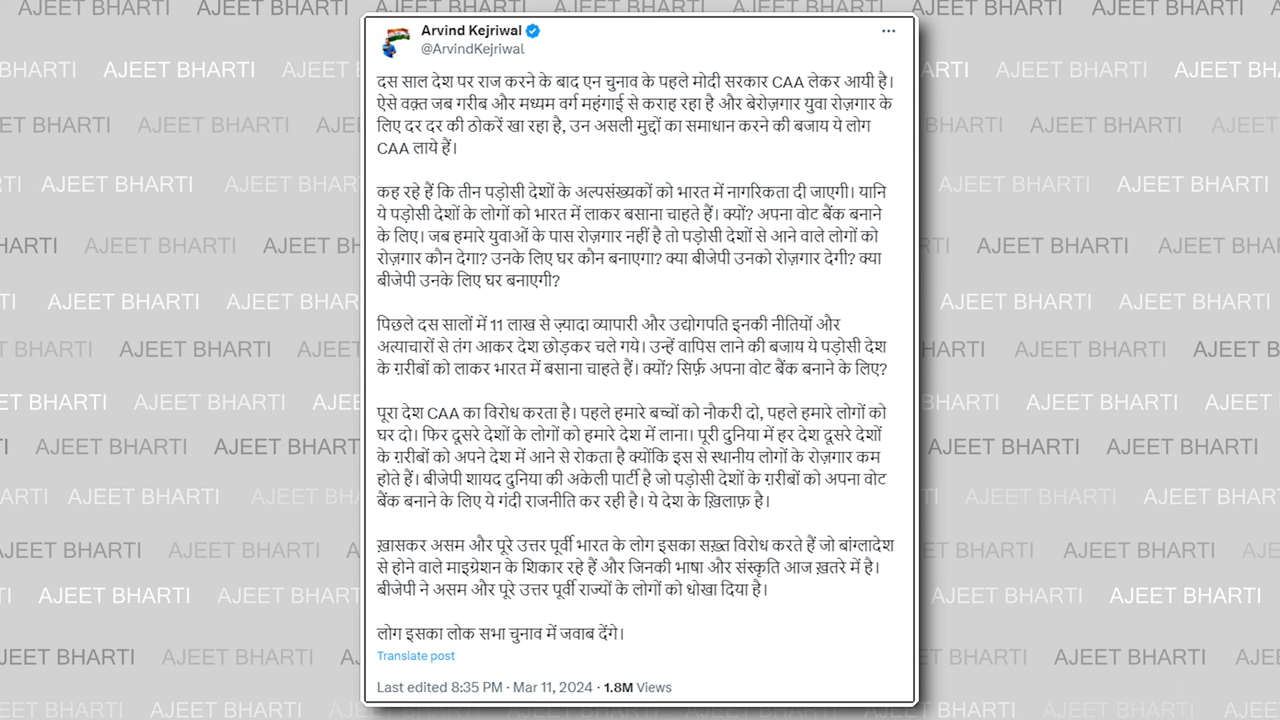 Arvind Kejriwal
@ArvindKejriwal
दस साल देश पर राज करने के बाद एन चुनाव के पहले मोदी सरकार CAA लेकर आयी है।
ऐसे वक़्त जब गरीब और मध्यम वर्ग महंगाई से कराह रहा है और बेरोज़गार युवा रोज़गार के
लिए दर दर की ठोकरें खा रहा है, उन असली मुद्दों का समाधान करने की बजाय ये लोग
CAA लाये हैं।
कह रहे हैं कि तीन पड़ोसी देशों के अल्पसंख्यकों को भारत में नागरिकता दी जाएगी। यानि
ये पड़ोसी देशों के लोगों को भारत में लाकर बसाना चाहते हैं। क्यों? अपना वोट बैंक बनाने
के लिए। जब हमारे युवाओं के पास रोज़गार नहीं है तो पड़ोसी देशों से आने वाले लोगों को
रोज़गार कौन देगा? उनके लिए घर कौन बनाएगा? क्या बीजेपी उनको रोज़गार देगी? क्या
बीजेपी उनके लिए घर बनाएगी?
पिछले दस सालों में 11 लाख से ज़्यादा व्यापारी और उद्योगपति इनकी नीतियों और
अत्याचारों से तंग आकर देश छोड़कर चले गये। उन्हें वापिस लाने की बजाय ये पड़ोसी देश
के ग़रीबों को लाकर भारत में बसाना चाहते हैं। क्यों? सिर्फ़ अपना वोट बैंक बनाने के लिए?
पूरा देश CAA का विरोध करता है। पहले हमारे बच्चों को नौकरी दो, पहले हमारे लोगों को
घर दो। फिर दूसरे देशों के लोगों को हमारे देश में लाना। पूरी दुनिया में हर देश दूसरे देशों
के ग़रीबों को अपने देश में आने से रोकता है क्योंकि इस से स्थानीय लोगों के रोज़गार कम
होते हैं। बीजेपी शायद दुनिया की अकेली पार्टी है जो पड़ोसी देशों के ग़रीबों को अपना वोट
बैंक बनाने के लिए ये गंदी राजनीति कर रही है। ये देश के ख़िलाफ़ है।
ख़ासकर असम और पूरे उत्तर पूर्वी भारत के लोग इसका सख़्त विरोध करते हैं जो बांग्लादेश
से होने वाले माइग्रेशन के शिकार रहे हैं और जिनकी भाषा और संस्कृति आज ख़तरे में है।
बीजेपी ने असम और पूरे उत्तर पूर्वी राज्यों के लोगों को धोखा दिया है।
लोग इसका लोक सभा चुनाव में जवाब देंगे।
Translate post
Last edited 8:35 PM · Mar 11, 2024 · 1.8M Views
AJEET BHARTI